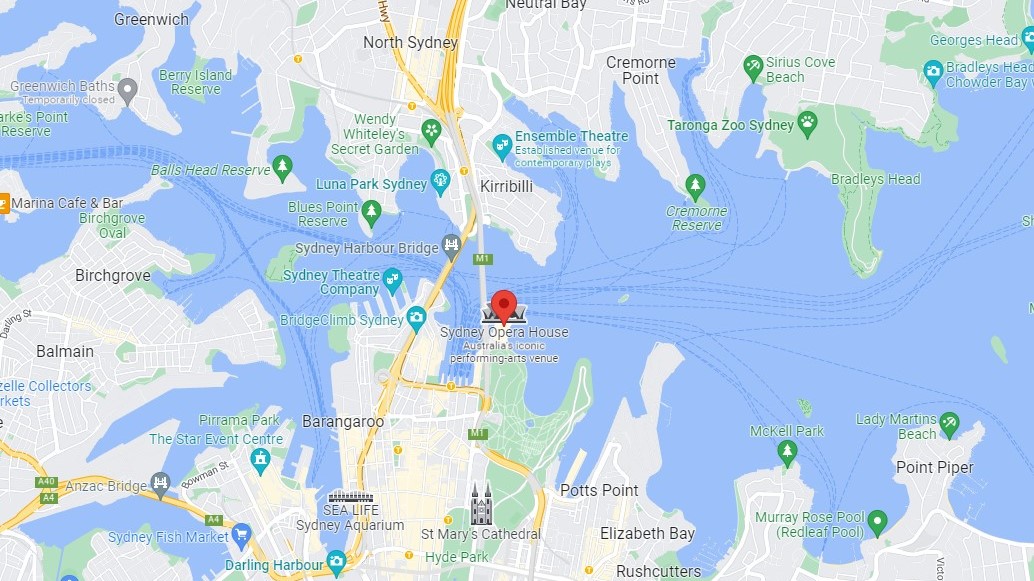 Neutral Bay
Greenwich
Hwy
North Sydney
Georges Head
Cremorne
Point
Sirius Cove
Beach
Bradleys Head
Chowder Bay
Berry Island
Reserve
Greenwich Baths
Temporarily closed
arke's Point
Reserve
Wendy
Whiteley's
Secret Garden
Ensemble Theatre
Established venue for
contemporary plays
Taronga Zoo Sydney
Balls Head Reserve
Luna Park Sydney
Kirribilli
Bradleys Head
Marina Cafe & Bar
Birchgrove
Oval
Blues Point
Reserve
Cremorne
Reserve
Sydney Harbour Bridge
M1
Birchgrove
Sydney Theatre
Company
Darling St
BridgeClimb Sydney
Sydney Opera House
Australia's iconic
performing-arts venue
Balmain
zelle Collectors
rkets
Pirrama Park
The Star Event Centre
Barangaroo
M1
McKell Park
Lady Martins
Beach
Point Piper
Bowman St
A40
A4
Anzac Bridge
A4
SEA LIFE
Sydney Aquarium
Potts Point
St Mary's Cathedral
Elizabeth Bay
Murray Rose Pool
(Redleaf Pool)
Sydney Fish Market
Hyde Park
Darling Harbour
Rushcutters
Victo